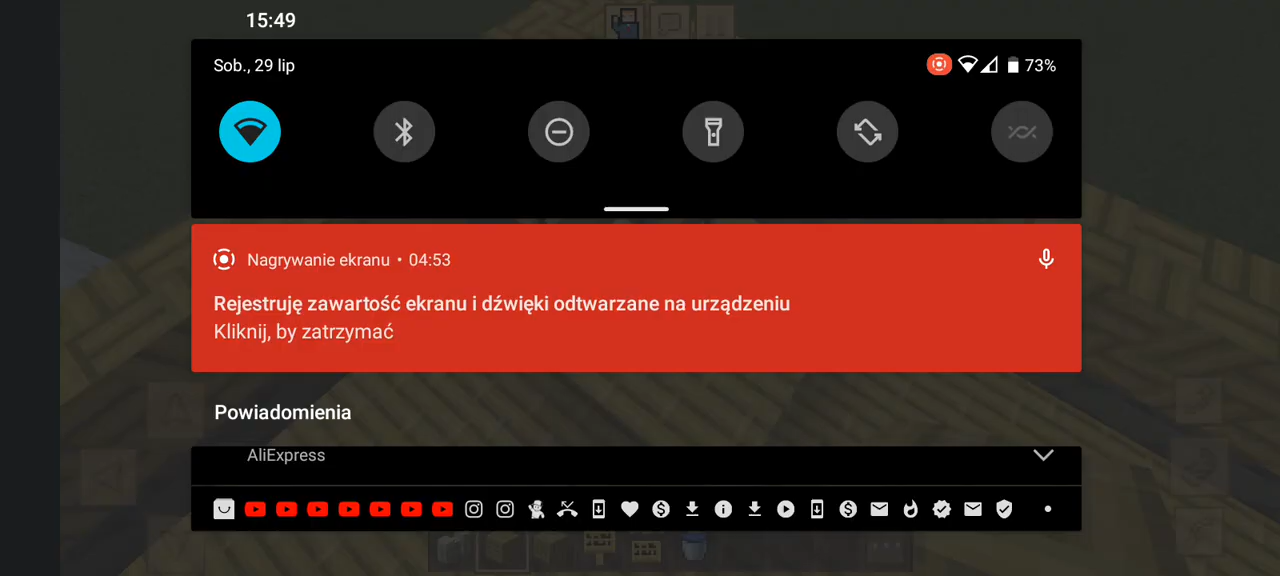 15:49
Sob., 29 lip
73%
Nagrywanie ekranu • 04:53
Rejestruję zawartość ekranu i dźwięki odtwarzane na urządzeniu
Kliknij, by zatrzymać
Powiadomienia
AliExpress